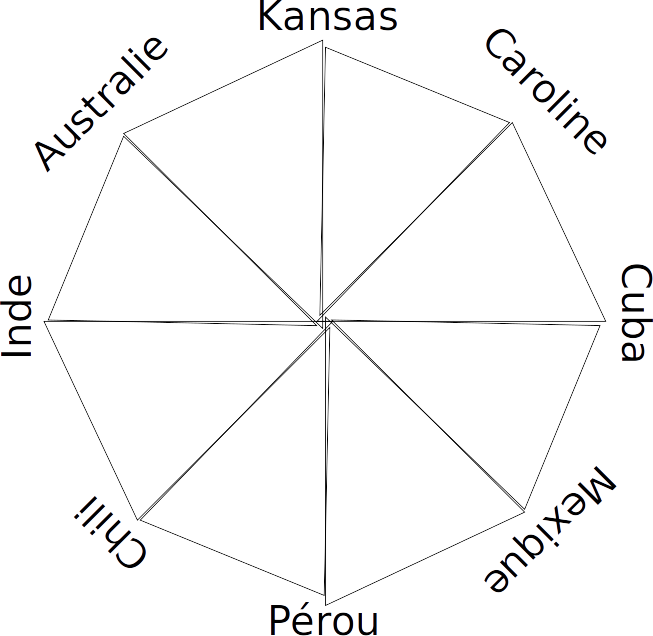 Kansas
Caroline
Cuba
Mexique
Pérou
Chili
Inde
Australie